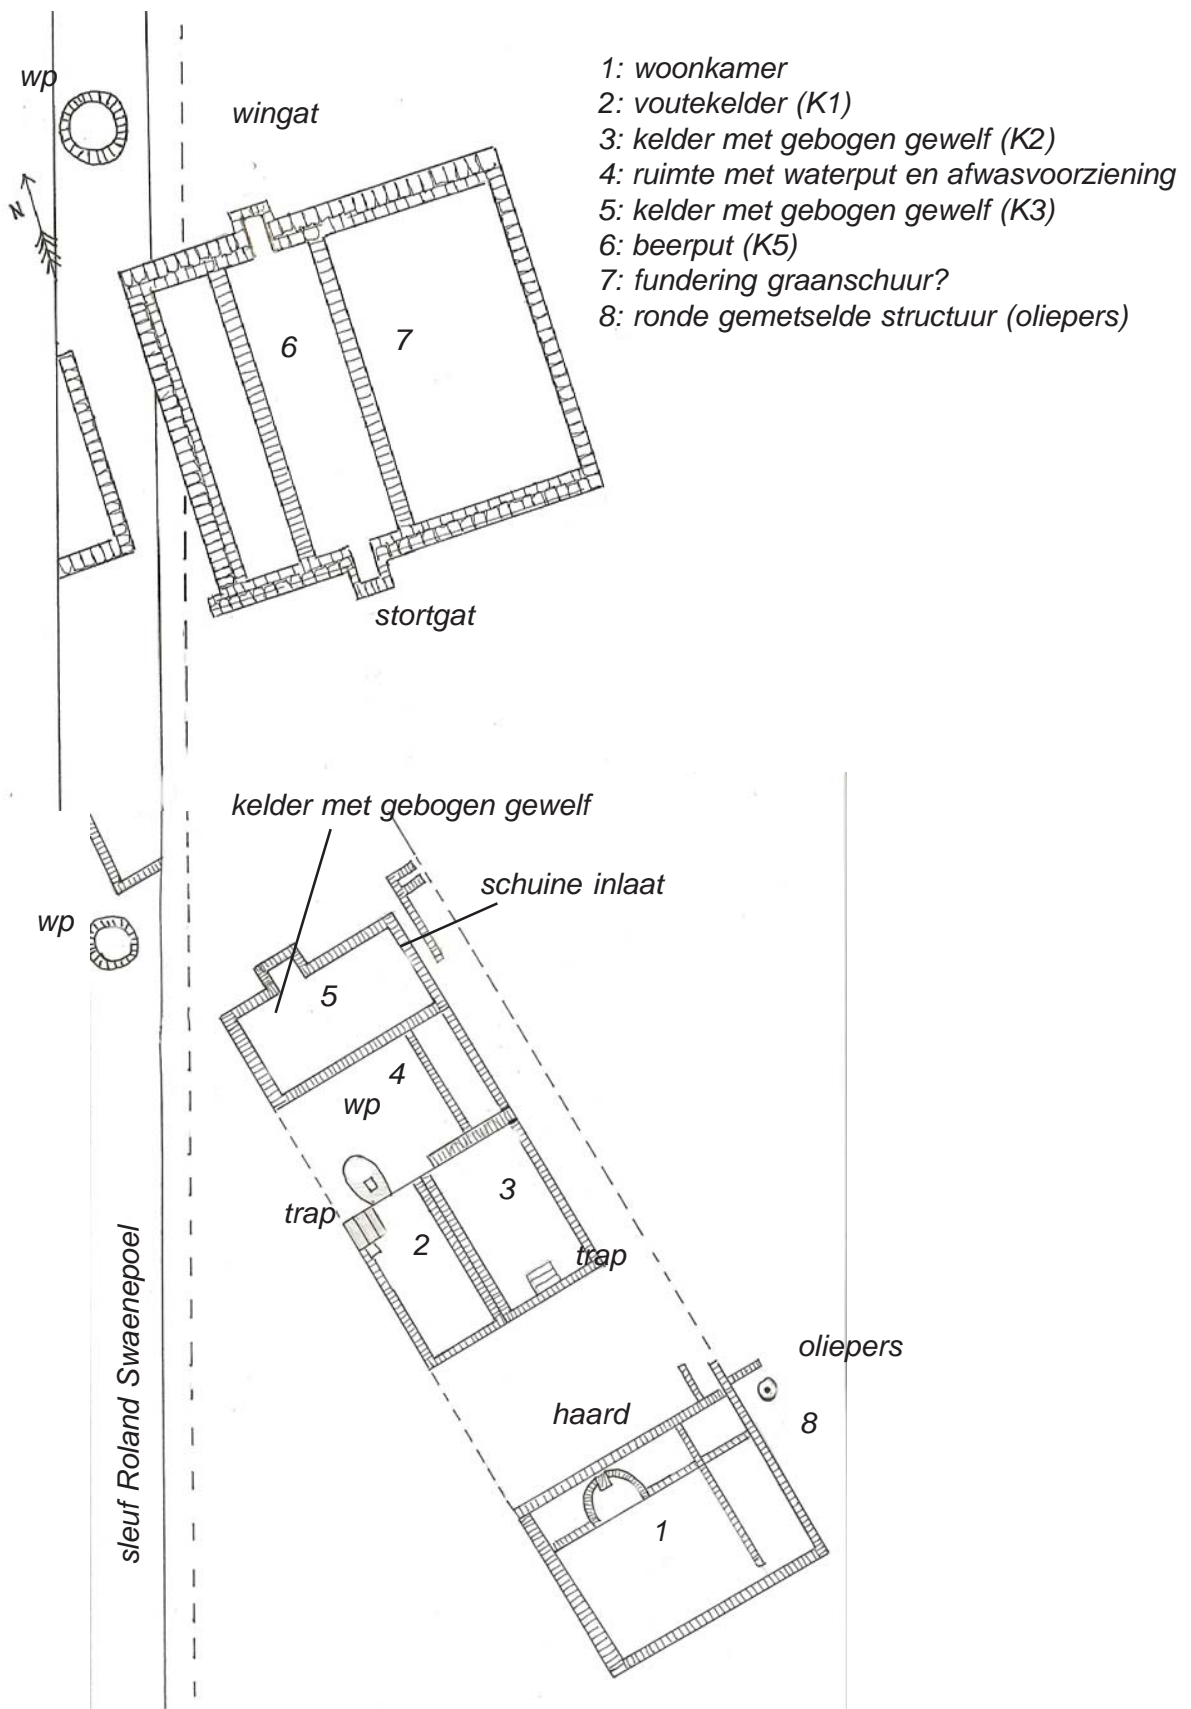 wp
wingat
N
1: woonkamer
2: voutekelder (K1)
3: kelder met gebogen gewelf (K2)
4: ruimte met waterput en afwasvoorziening
5: kelder met gebogen gewelf (K3)
6: beerput (K5)
7: fundering graanschuur?
8: ronde gemetselde structuur (oliepers)
6
7
stortgat
kelder met gebogen gewelf
schuine inlaat
wp
5
4
wp
3
trap
2
trap
sleuf Roland Swaenepoel
oliepers
haard
8
1